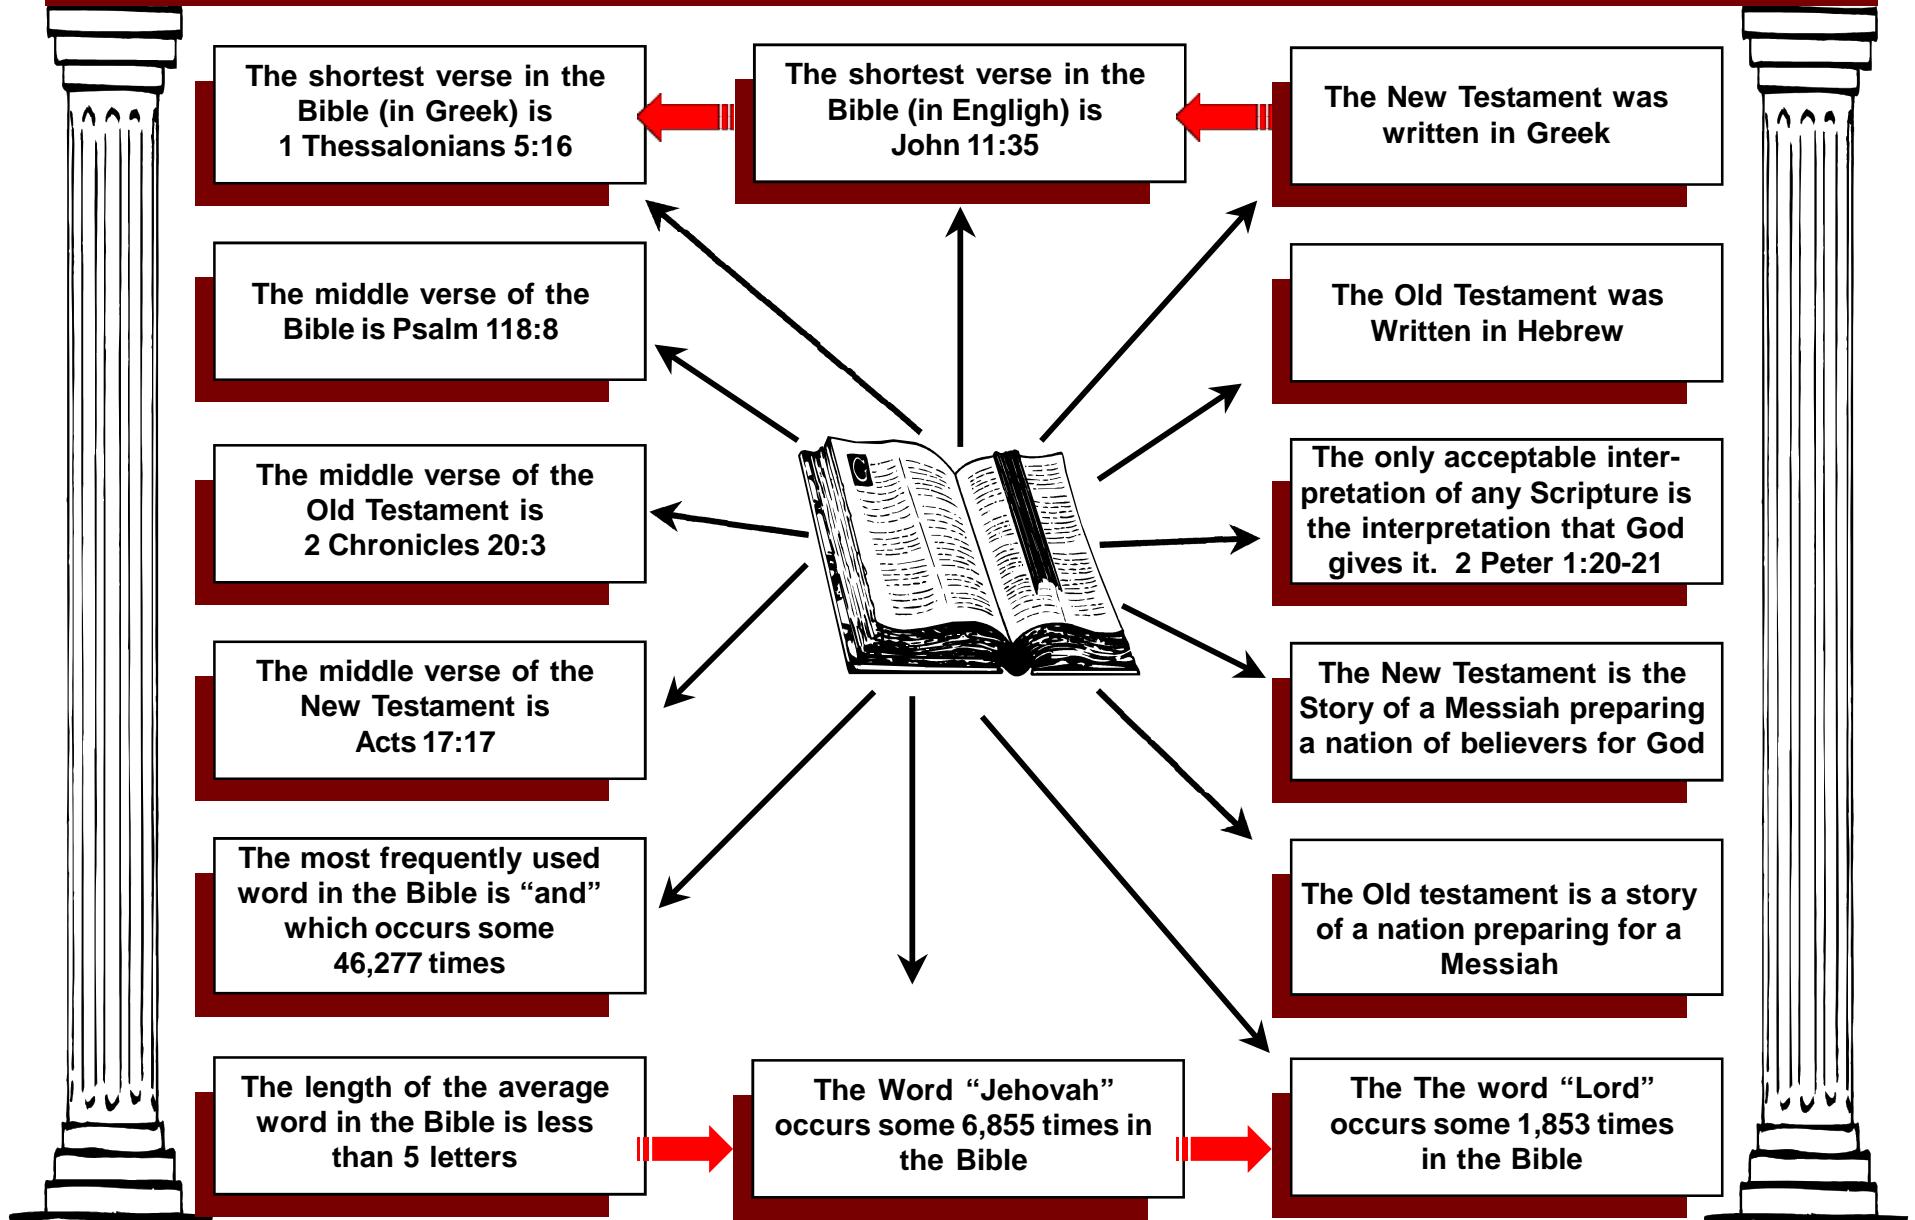 The shortest verse in the
Bible (in Greek) is
1 Thessalonians 5:16
The shortest verse in the
Bible (in Engligh) is
John 11:35
The New Testament was
written in Greek
The middle verse of the
Bible is Psalm 118:8
The Old Testament was
Written in Hebrew
The middle verse of the
Old Testament is
2 Chronicles 20:3
The only acceptable inter-
pretation of any Scripture is
the interpretation that God
gives it. 2 Peter 1:20-21
The middle verse of the
New Testament is
Acts 17:17
The New Testament is the
Story of a Messiah preparing
a nation of believers for God
The most frequently used
word in the Bible is “and”
which occurs some
46,277 times
The Old testament is a story
of a nation preparing for a
Messiah
The length of the average
word in the Bible is less
than 5 letters
The Word “Jehovah”
occurs some 6,855 times in
the Bible
The The word “Lord”
occurs some 1,853 times
in the Bible